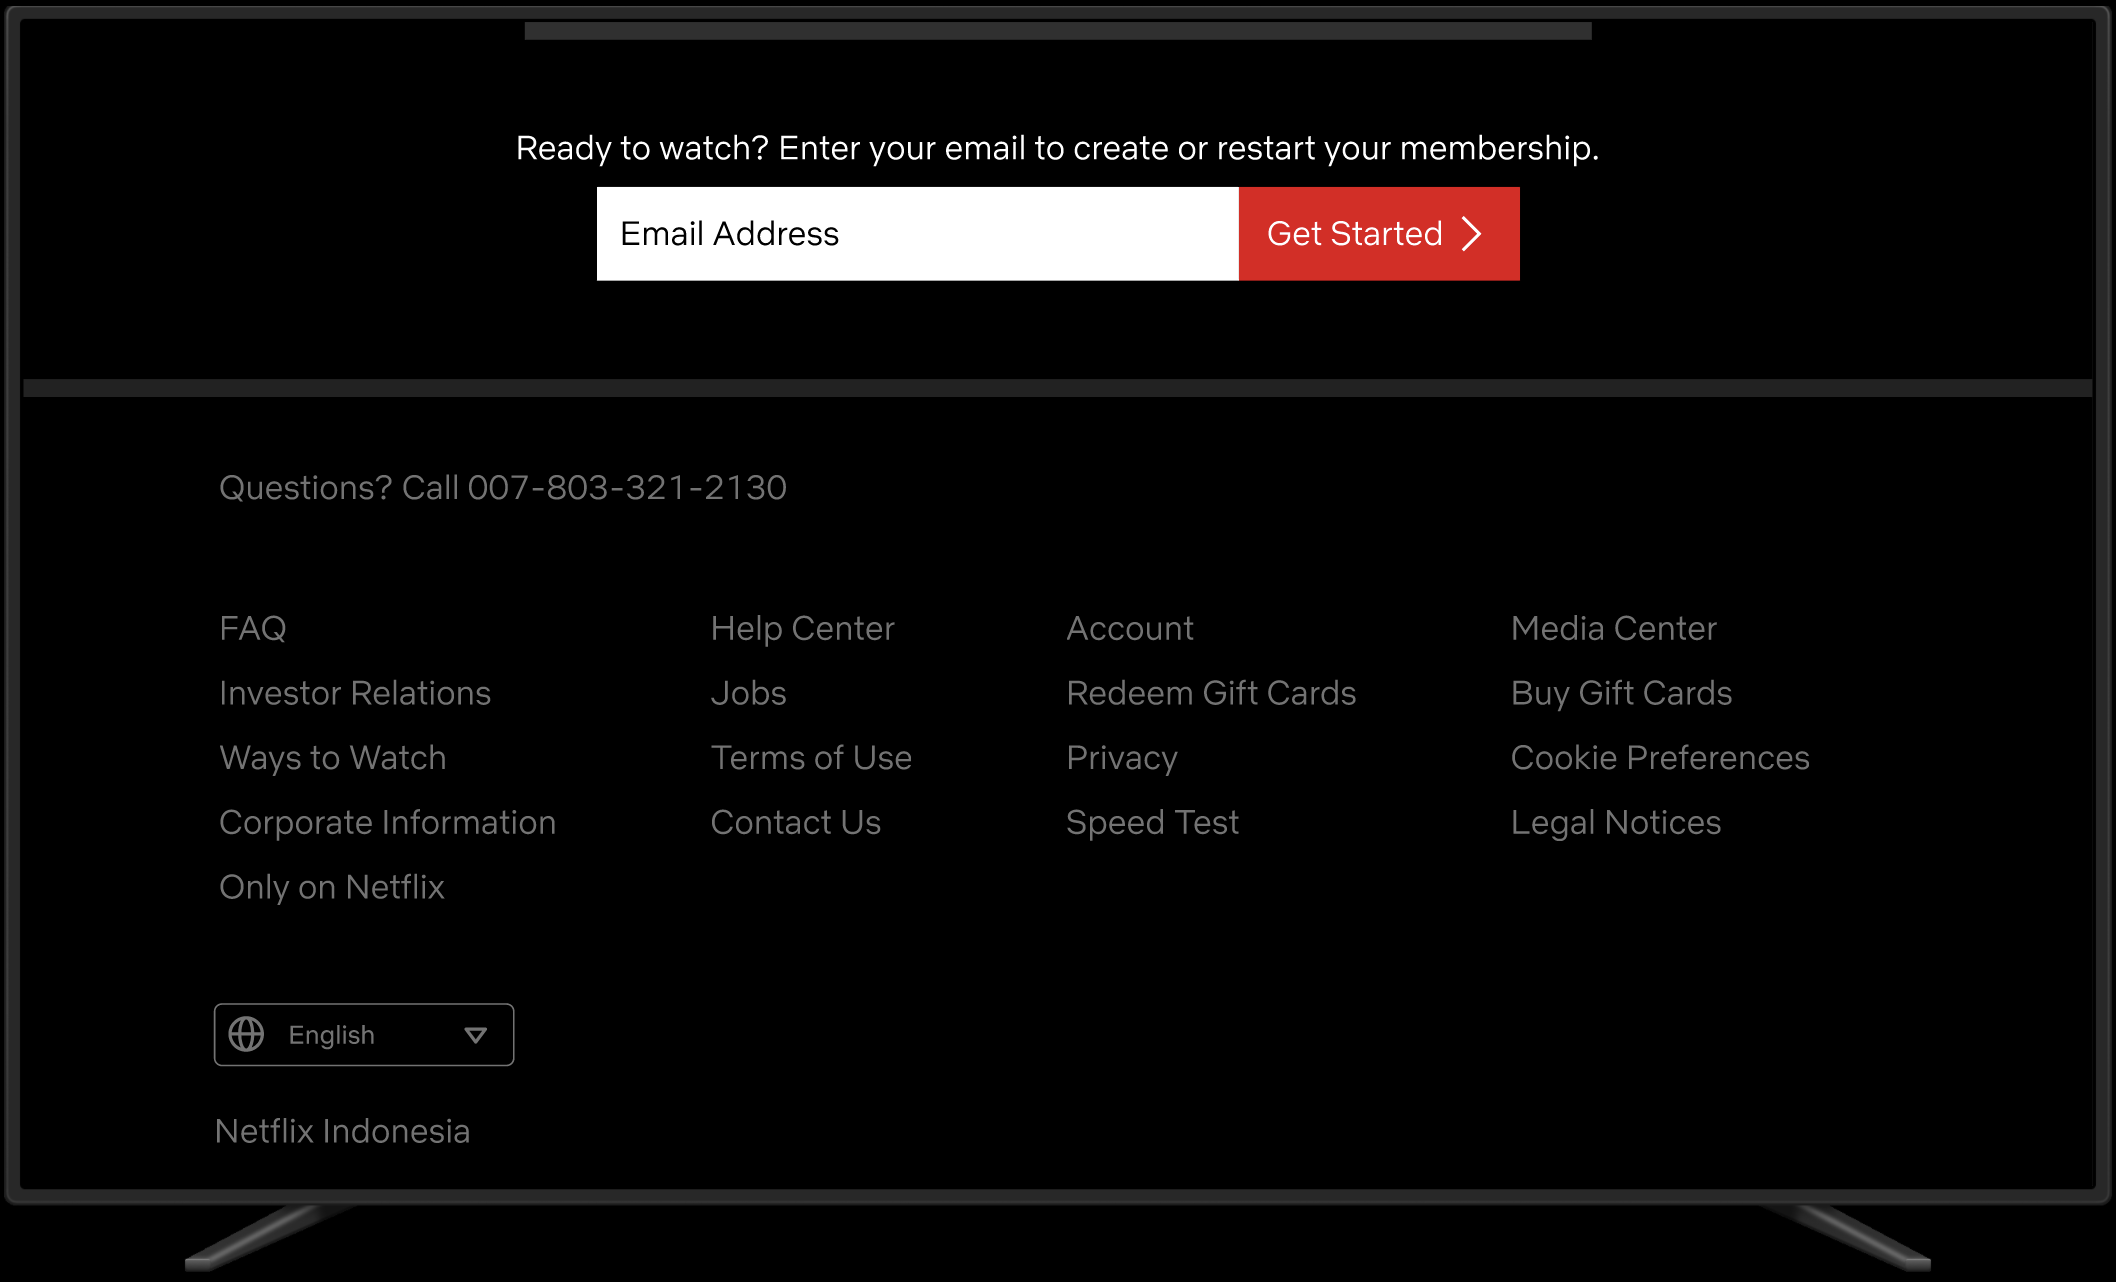 Ready to watch? Enter your email to create or restart your membership.
Email Address
Get Started
Questions? Call 007-803-321-2130
FAQ
Help Center
Account
Media Center
Investor Relations
Jobs
Redeem Gift Cards
Buy Gift Cards
Ways to Watch
Terms of Use
Privacy
Cookie Preferences
Corporate Information
Contact Us
Speed Test
Legal Notices
Only on Netflix
English
Netflix Indonesia